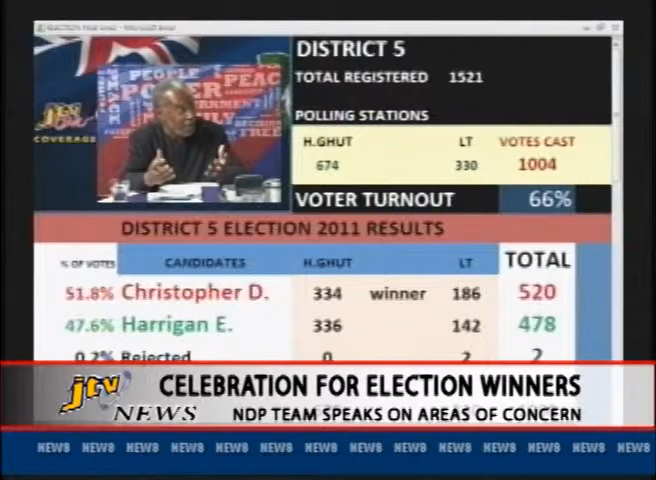 DISTRICT 5
TOTAL REGISTERED 1521
POLLING STATIONS
H.GHUT LT VOTES CAST
674 330 1004
VOTER TURNOUT 66%
PEOPLE
POWER PEAC
FREE
jtv
COVERAGE
DISTRICT 5 ELECTION 2011 RESULTS
% OF VOTES CANDIDATES H.GHUT LT TOTAL
51.8% Christopher D. 334 winner 186 520
47.6% Harrigan E. 336 142 478
0.2% Rejected 0 2 2
jtv NEWS
CELEBRATION FOR ELECTION WINNERS
NDP TEAM SPEAKS ON AREAS OF CONCERN
NEWS NEWS NEWS NEWS NEWS NEWS NEWS NEWS NEWS NEWS NEWS NEWS NEWS NEWS